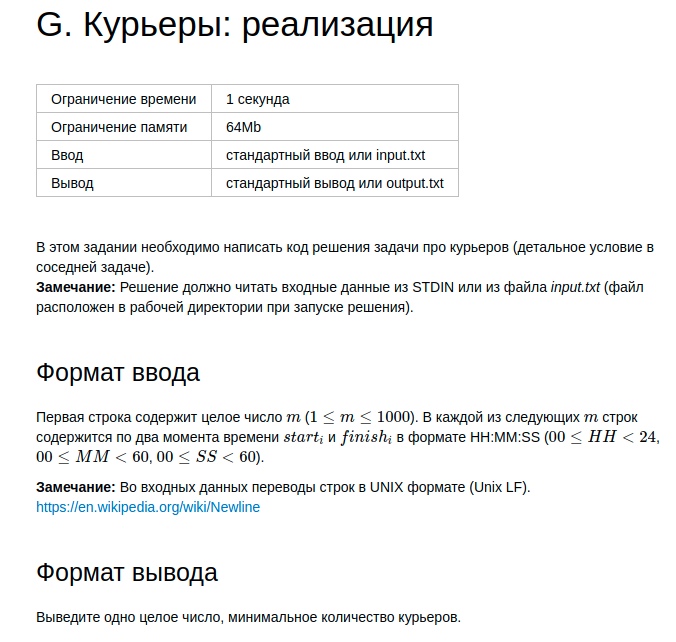 G. Курьеры: реализация
Ограничение времени 1 секунда
Ограничение памяти 64Mb
Ввод стандартный ввод или input.txt
Вывод стандартный вывод или output.txt
В этом задании необходимо написать код решения задачи про курьеров (детальное условие в
соседней задаче).
Замечание: Решение должно читать входные данные из STDIN или из файла input.txt (файл
расположен в рабочей директории при запуске решения).
Формат ввода
Первая строка содержит целое число m (1 ≤ m ≤ 1000). В каждой из следующих m строк
содержится по два момента времени start_i и finish_i в формате HH:MM:SS (00 ≤ HH < 24,
00 ≤ MM < 60, 00 ≤ SS < 60).
Замечание: Во входных данных переводы строк в UNIX формате (Unix LF).
https://en.wikipedia.org/wiki/Newline
Формат вывода
Выведите одно целое число, минимальное количество курьеров.